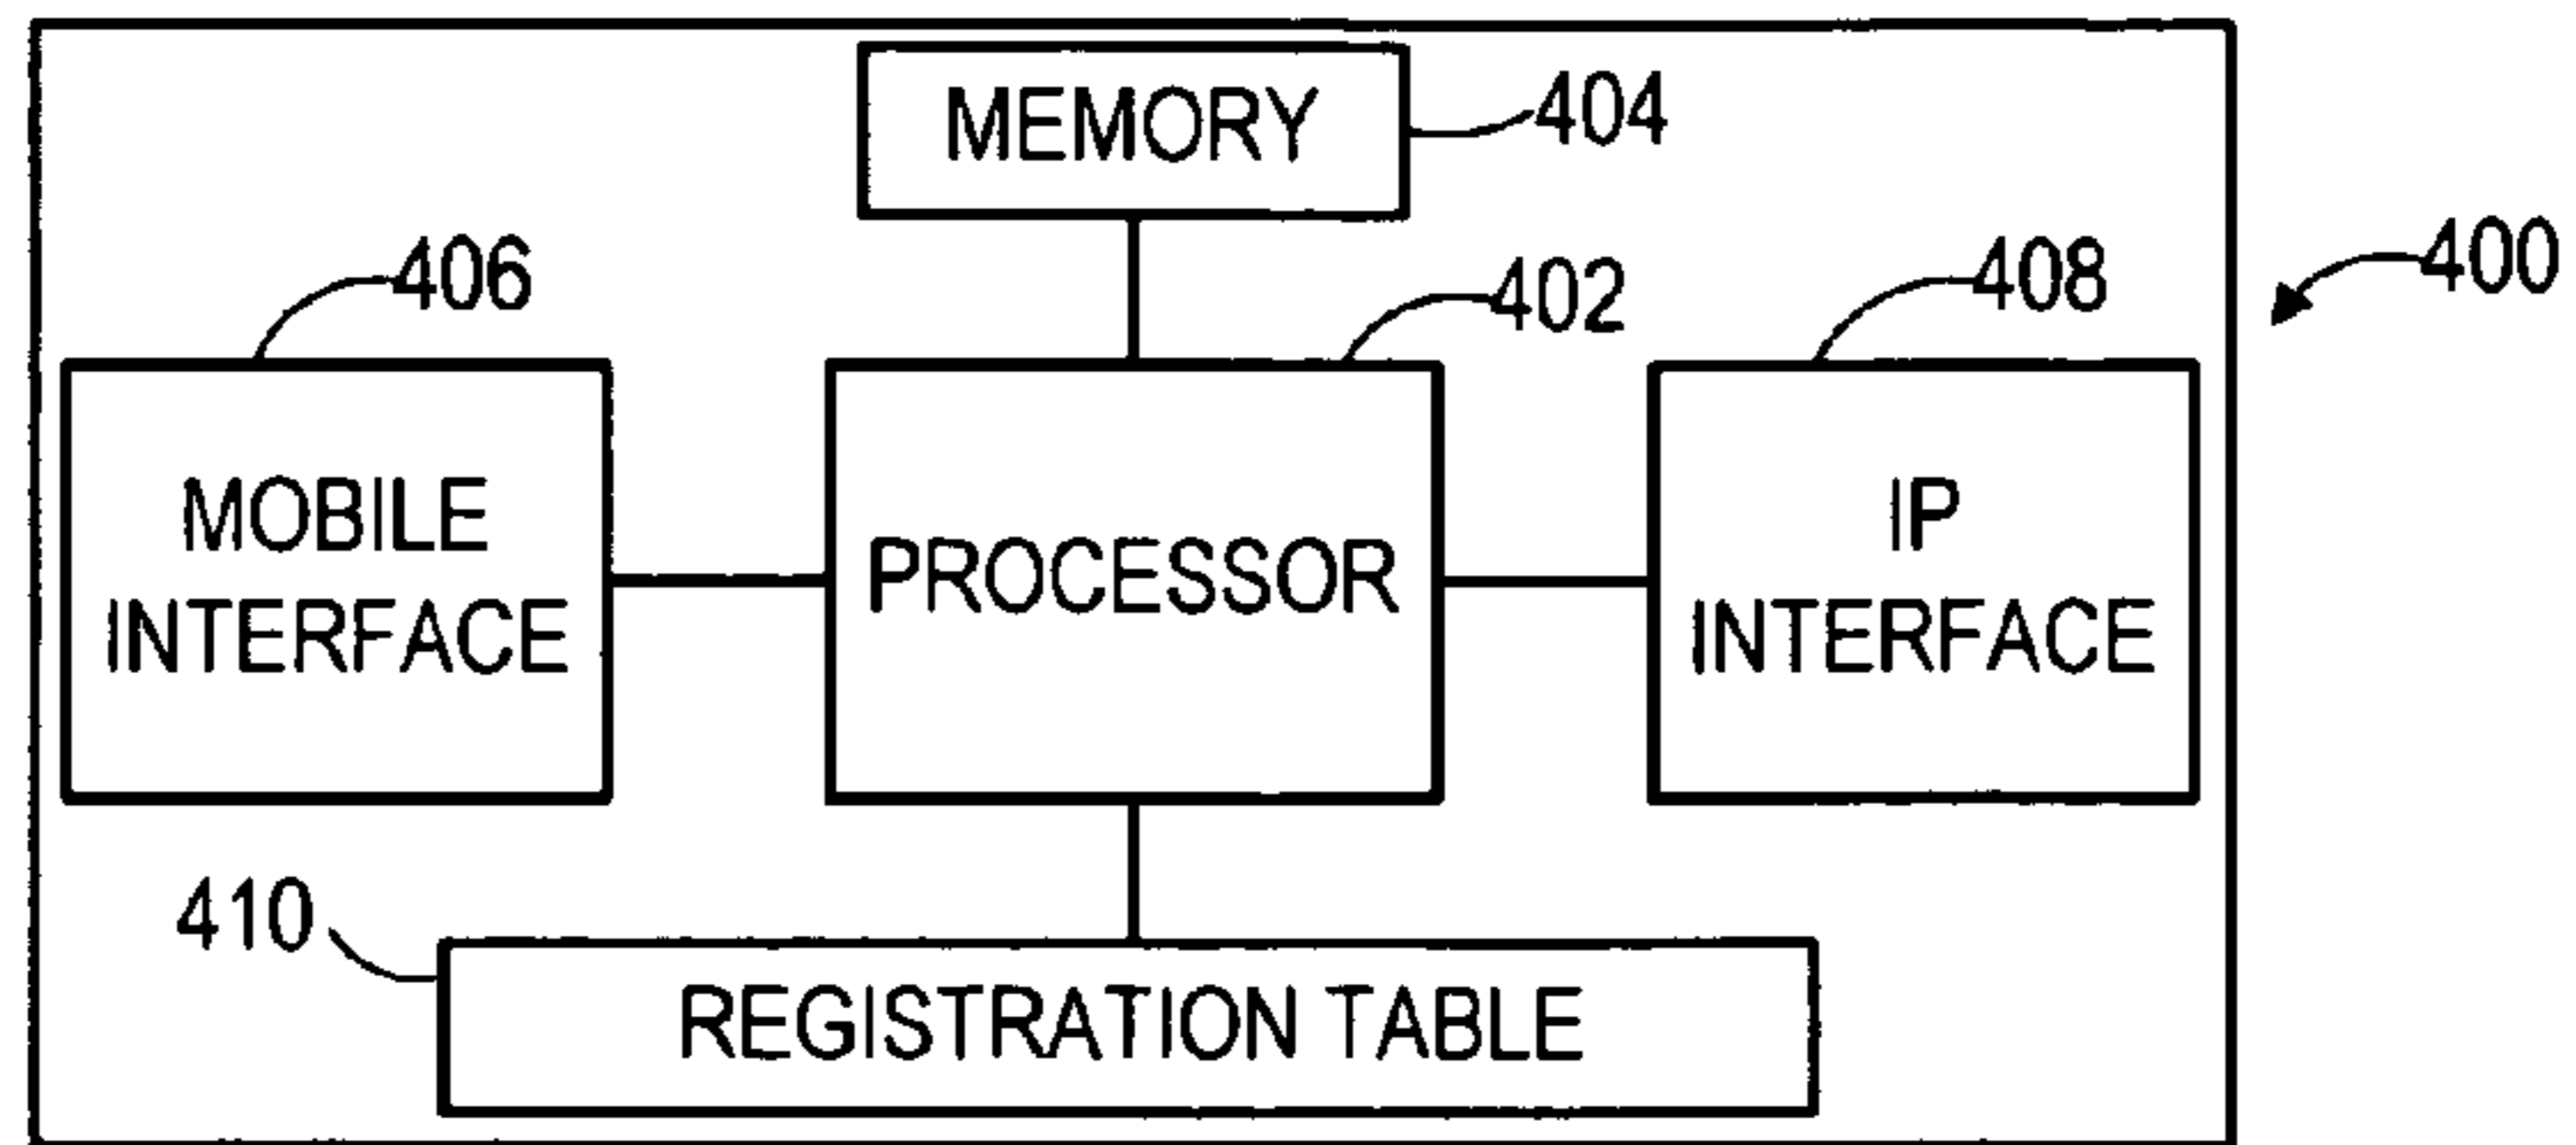 MEMORY
404
406
402
408
400
MOBILE
INTERFACE
PROCESSOR
IP
INTERFACE
410
REGISTRATION TABLE